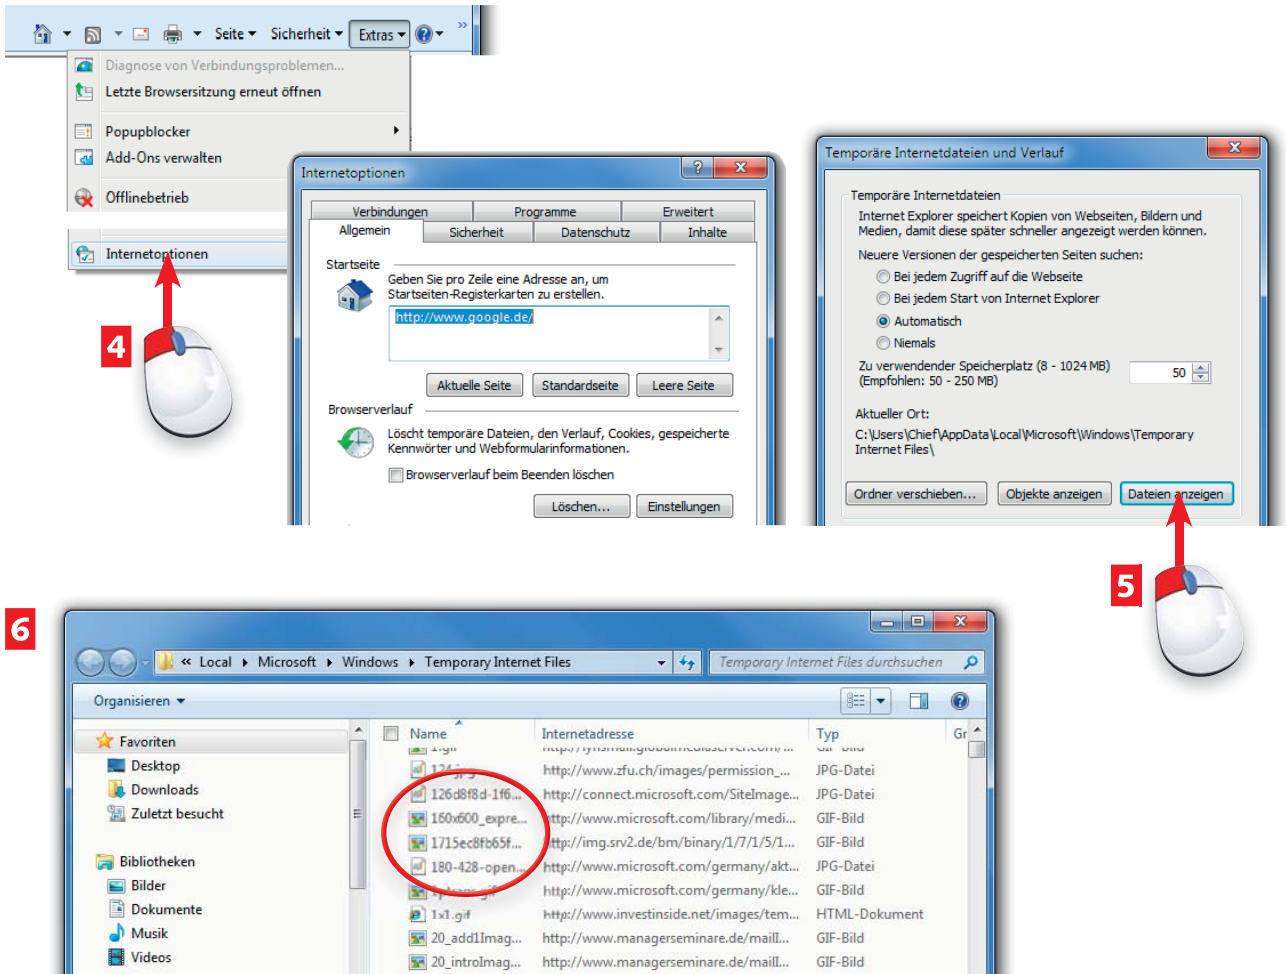 Seite Sicherheit Extras »
Diagnose von Verbindungsproblemen...
Letzte Browsersitzung erneut öffnen
Popupblocker
Add-Ons verwalten
Offlinebetrieb
Internetoptionen
4
Internetoptionen
Verbindungen Programme Erweitert
Allgemein Sicherheit Datenschutz Inhalte
Startseite
Geben Sie pro Zeile eine Adresse an, um
Startseiten-Registerkarten zu erstellen.
http://www.google.de/
Aktuelle Seite Standardseite Leere Seite
Browserverlauf
Löscht temporäre Dateien, den Verlauf, Cookies, gespeicherte
Kennwörter und Webformularinformationen.
Browserverlauf beim Beenden löschen
Löschen... Einstellungen
Temporäre Internetdateien und Verlauf
Temporäre Internetdateien
Internet Explorer speichert Kopien von Webseiten, Bildern und
Medien, damit diese später schneller angezeigt werden können.
Neuere Versionen der gespeicherten Seiten suchen:
Bei jedem Zugriff auf die Webseite
Bei jedem Start von Internet Explorer
Automatisch
Niemals
Zu verwendender Speicherplatz (8 - 1024 MB)
(Empfohlen: 50 - 250 MB)
50
Aktueller Ort:
C:\Users\Chief\AppData\Local\Microsoft\Windows\Temporary
Internet Files\
Ordner verschieben... Objekte anzeigen Dateien anzeigen
5
6
« Local Microsoft Windows Temporary Internet Files
Temporary Internet Files durchsuchen
Organisieren
Favoriten
Desktop
Downloads
Zuletzt besucht
Bibliotheken
Bilder
Dokumente
Musik
Videos
Name Internetadresse Typ Gr
1.gif GIF-Bild
124.jpg http://www.zfu.ch/images/permission_... JPG-Datei
126d8f8d-1f6... http://connect.microsoft.com/SiteImage... JPG-Datei
160x600_expre... http://www.microsoft.com/library/medi... GIF-Bild
1715ec8fb65f... http://img.srv2.de/bm/binary/1/7/1/5/1... GIF-Bild
180-428-open... http://www.microsoft.com/germany/akt... JPG-Datei
http://www.microsoft.com/germany/kle... GIF-Bild
1x1.gif http://www.investinside.net/images/tem... HTML-Dokument
20_add1Imag... http://www.managerseminare.de/mailI... GIF-Bild
20_introImag... http://www.managerseminare.de/mailI... GIF-Bild